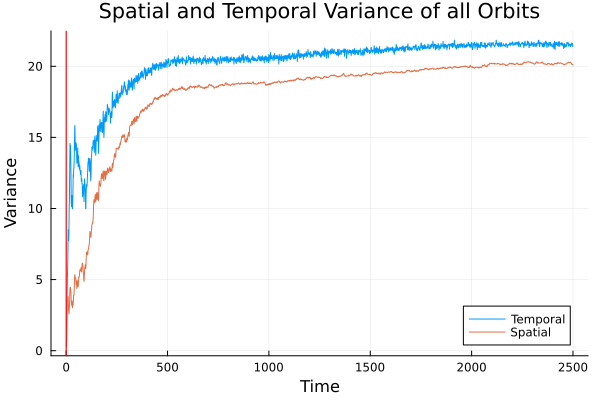 Spatial and Temporal Variance of all Orbits
Variance
20
15
10
5
0
Temporal
Spatial
0 500 1000 1500 2000 2500
Time